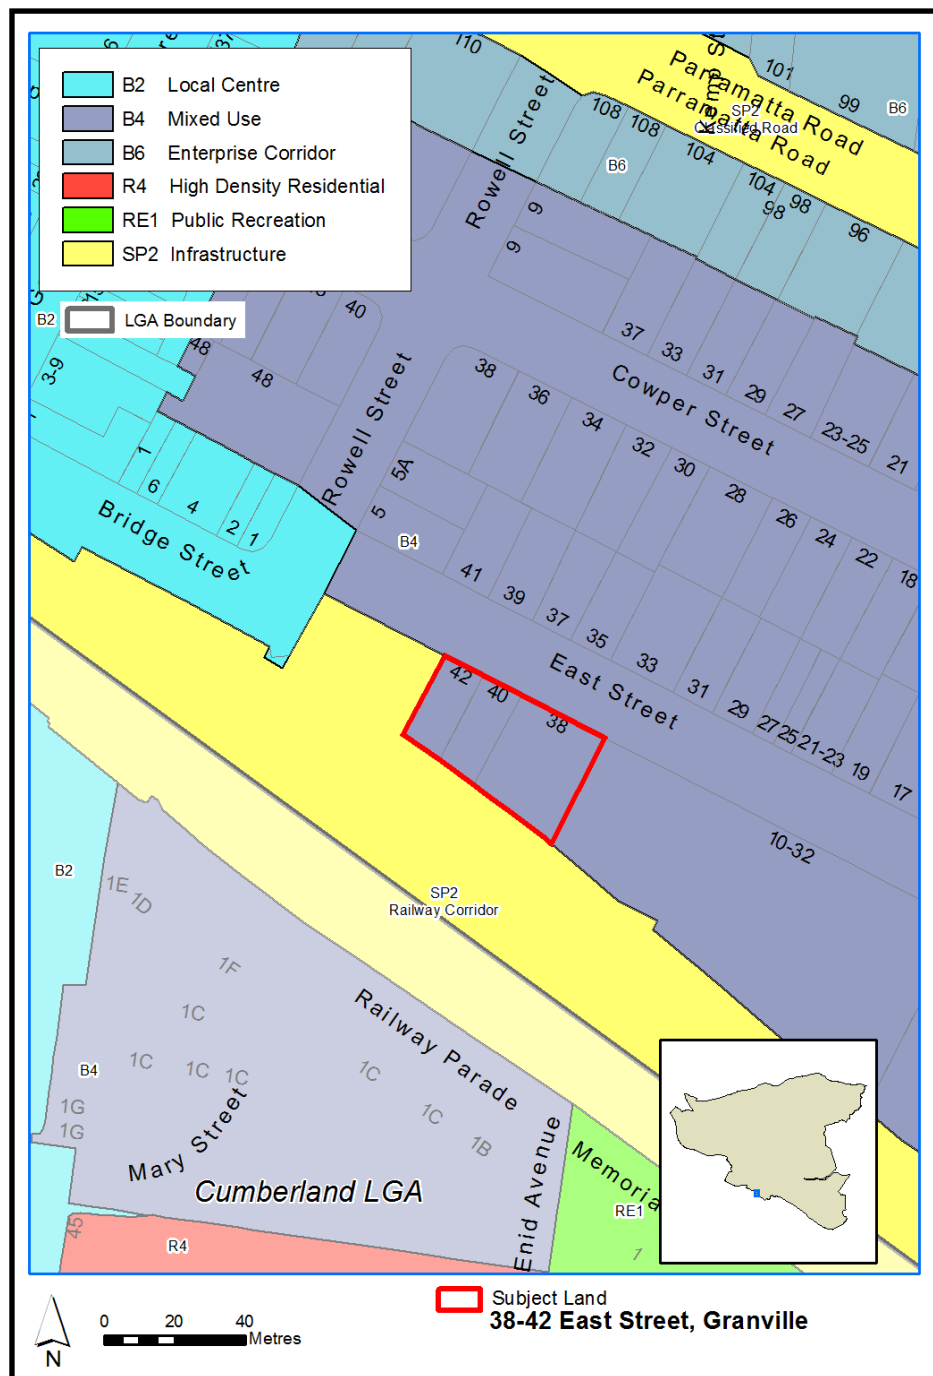 B2 Local Centre
B4 Mixed Use
B6 Enterprise Corridor
R4 High Density Residential
RE1 Public Recreation
SP2 Infrastructure
LGA Boundary
110
Rowell Street
108
108
104
104
98
98
96
101
99
B6
B6
Parramatta Road
Parramatta Road
SP2
Classified Road
9
9
37
33
31
29
27
23-25
21
Cowper Street
B2
3-9
48
48
40
Rowell Street
38
36
34
32
30
28
26
24
22
18
5A
5
B4
1
6
4
2
1
Bridge Street
41
39
37
35
33
31
29
27
25
21-23
19
17
East Street
42
40
38
10-32
SP2
Railway Corridor
B2
1E
1D
1F
1C
1C
1C
1C
1C
1C
1B
B4
1G
1G
Railway Parade
Mary Street
Enid Avenue
Cumberland LGA
45
R4
RE1
1
N
0 20 40
Metres
Subject Land
38-42 East Street, Granville